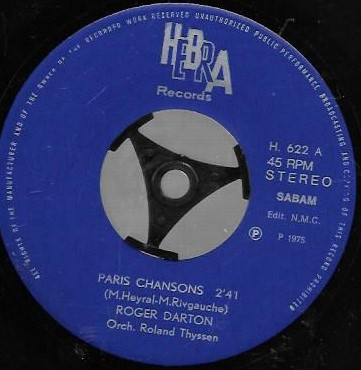 ALL RIGHTS OF THE MANUFACTURER AND OF THE OWNER OF THE RECORDED WORK RESERVED UNAUTHORISED PUBLIC PERFORMANCE BROADCASTING AND COPYING OF THIS RECORD PROHIBITED
HEBRA
Records
H. 622 A
45 RPM
STEREO
SABAM
Edit. N.M.C.
Ⓟ P 1975
PARIS CHANSONS 2'41
(M.Heyral-M.Rivgauche)
ROGER DARTON
Orch. Roland Thyssen